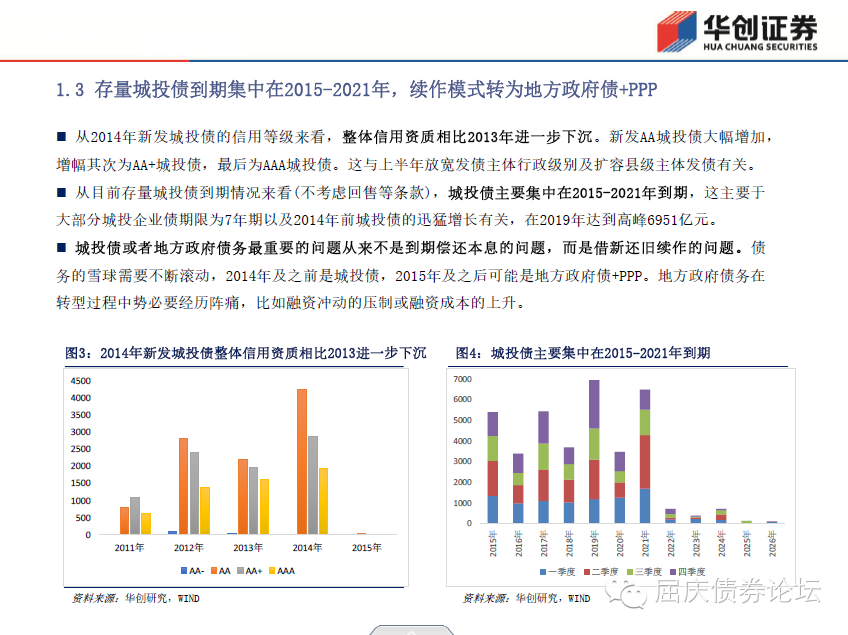 华创证券
HUA CHUANG SECURITIES
1.3 存量城投债到期集中在2015-2021年，续作模式转为地方政府债+PPP
■ 从2014年新发城投债的信用等级来看，整体信用资质相比2013年进一步下沉。新发AA城投债大幅增加，
增幅其次为AA+城投债，最后为AAA城投债。这与上半年放宽发债主体行政级别及扩容县级主体发债有关。
■ 从目前存量城投债到期情况来看(不考虑回售等条款)，城投债主要集中在2015-2021年到期，这主要于
大部分城投企业债期限为7年期以及2014年前城投债的迅猛增长有关，在2019年达到高峰6951亿元。
■ 城投债或者地方政府债务最重要的问题从来不是到期偿还本息的问题，而是借新还旧续作的问题。债
务的雪球需要不断滚动，2014年及之前是城投债，2015年及之后可能是地方政府债+PPP。地方政府债务在
转型过程中势必要经历阵痛，比如融资冲动的压制或融资成本的上升。
图3：2014年新发城投债整体信用资质相比2013进一步下沉
4500
4000
3500
3000
2500
2000
1500
1000
500
0
2011年 2012年 2013年 2014年 2015年
AA- AA AA+ AAA
资料来源：华创研究，WIND
图4：城投债主要集中在2015-2021年到期
7000
6000
5000
4000
3000
2000
1000
0
2015年 2016年 2017年 2018年 2019年 2020年 2021年 2022年 2023年 2024年 2025年 2026年
一季度 二季度 三季度 四季度
资料来源：华创研究，WIND
屈庆债券论坛